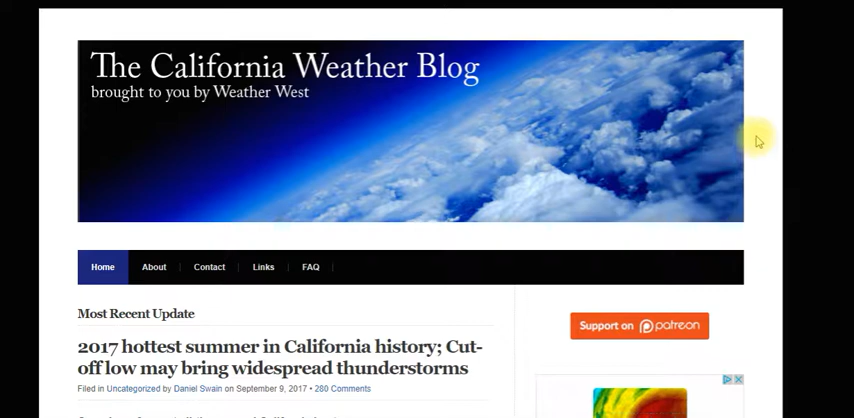 The California Weather Blog
brought to you by Weather West
Home About Contact Links FAQ
Most Recent Update
Support on patreon
2017 hottest summer in California history; Cut-
off low may bring widespread thunderstorms
Filed in Uncategorized by Daniel Swain on September 9, 2017 • 280 Comments